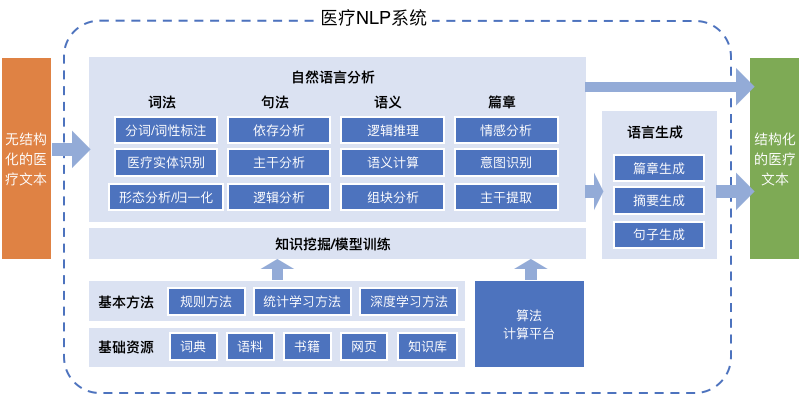 医疗NLP系统
无结构
化的医
疗文本
自然语言分析
词法
句法
语义
篇章
分词/词性标注
依存分析
逻辑推理
情感分析
医疗实体识别
主干分析
语义计算
意图识别
形态分析/归一化
逻辑分析
组块分析
主干提取
语言生成
篇章生成
摘要生成
句子生成
结构化
的医疗
文本
知识挖掘/模型训练
基本方法
规则方法
统计学习方法
深度学习方法
基础资源
词典
语料
书籍
网页
知识库
算法
计算平台